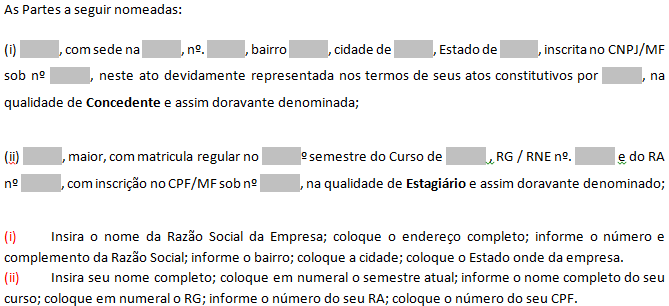 As Partes a seguir nomeadas:
(i) , com sede na , nº. , bairro , cidade de , Estado de , inscrita no CNPJ/MF
sob nº , neste ato devidamente representada nos termos de seus atos constitutivos por , na
qualidade de Concedente e assim doravante denominada;
(ii) , maior, com matricula regular no º semestre do Curso de , RG / RNE nº. e do RA
nº , com inscrição no CPF/MF sob nº , na qualidade de Estagiário e assim doravante denominado;
(i) Insira o nome da Razão Social da Empresa; coloque o endereço completo; informe o número e
complemento da Razão Social; informe o bairro; coloque a cidade; coloque o Estado onde da empresa.
(ii) Insira seu nome completo; coloque em numeral o semestre atual; informe o nome completo do seu
curso; coloque em numeral o RG; informe o número do seu RA; coloque o número do seu CPF.